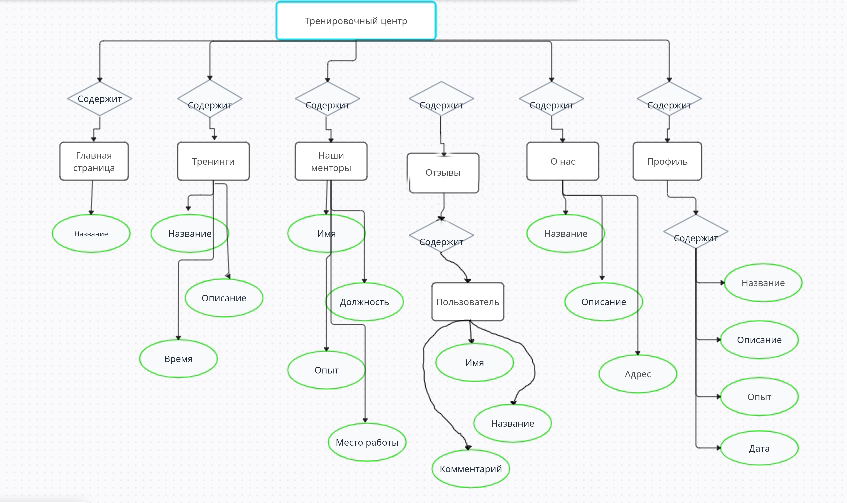 Тренировочный центр
Содержит
Содержит
Содержит
Содержит
Содержит
Содержит
Главная
страница
Тренинги
Наши
менторы
Отзывы
О нас
Профиль
Название
Название
Имя
Содержит
Название
Содержит
Описание
Должность
Пользователь
Описание
Название
Время
Опыт
Имя
Адрес
Описание
Название
Опыт
Место работы
Комментарий
Дата